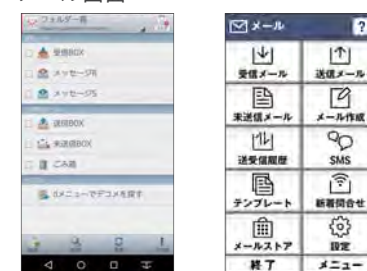 フォルダ一覧
受信BOX
メッセージR
メッセージS
送信BOX
未送信BOX
ごみ箱
dメニューでデコメを探す
メール
?
受信メール
送信メール
未送信メール
メール作成
送受信履歴
SMS
テンプレート
新着問合せ
メールストア
設定
終了
メニュー